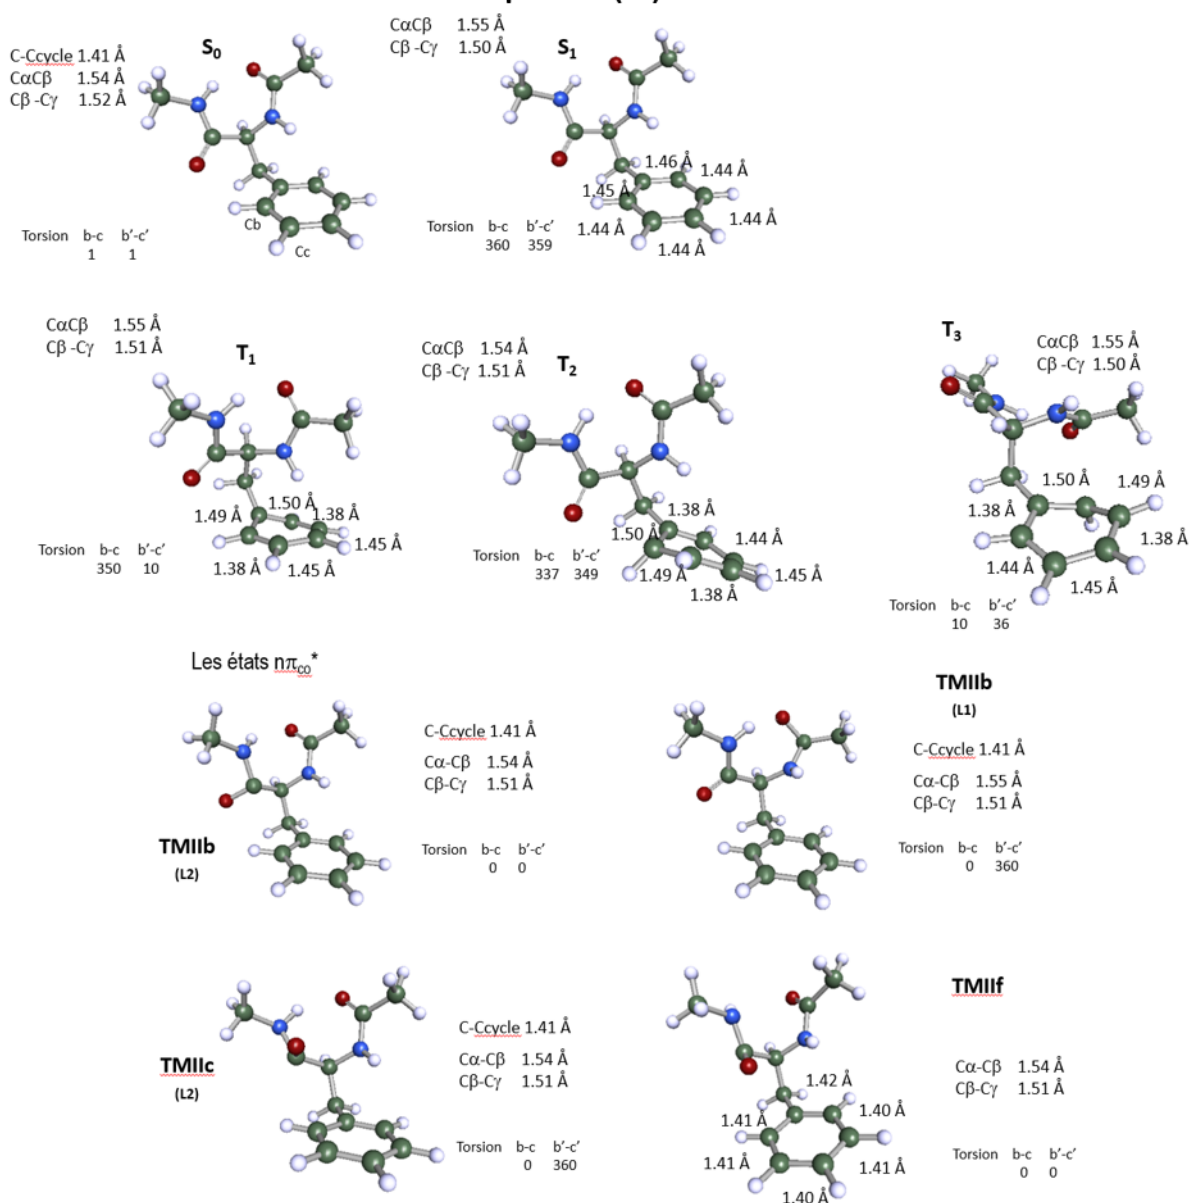 S0
C-Ccycle 1.41 Å
CαCβ 1.54 Å
Cβ -Cγ 1.52 Å
Cb
Cc
Torsion b-c b'-c'
1 1
CαCβ 1.55 Å
Cβ -Cγ 1.50 Å
S1
1.46 Å
1.44 Å
1.45 Å
1.44 Å
1.44 Å
1.44 Å
Torsion b-c b'-c'
360 359
CαCβ 1.55 Å
Cβ -Cγ 1.51 Å
T1
1.50 Å
1.38 Å
1.49 Å
1.45 Å
1.38 Å
1.45 Å
Torsion b-c b'-c'
350 10
CαCβ 1.54 Å
Cβ -Cγ 1.51 Å
T2
1.38 Å
1.50 Å
1.44 Å
1.49 Å
1.45 Å
1.38 Å
Torsion b-c b'-c'
337 349
T3
CαCβ 1.55 Å
Cβ -Cγ 1.50 Å
1.50 Å
1.49 Å
1.38 Å
1.38 Å
1.44 Å
1.45 Å
Torsion b-c b'-c'
10 36
Les états nπco*
TMIIb
(L2)
C-Ccycle 1.41 Å
Cα-Cβ 1.54 Å
Cβ-Cγ 1.51 Å
Torsion b-c b'-c'
0 0
TMIIb
(L1)
C-Ccycle 1.41 Å
Cα-Cβ 1.55 Å
Cβ-Cγ 1.51 Å
Torsion b-c b'-c'
0 360
TMIIc
(L2)
C-Ccycle 1.41 Å
Cα-Cβ 1.54 Å
Cβ-Cγ 1.51 Å
Torsion b-c b'-c'
0 360
TMIIf
1.42 Å
1.40 Å
1.41 Å
1.41 Å
1.41 Å
1.40 Å
Cα-Cβ 1.54 Å
Cβ-Cγ 1.51 Å
Torsion b-c b'-c'
0 0